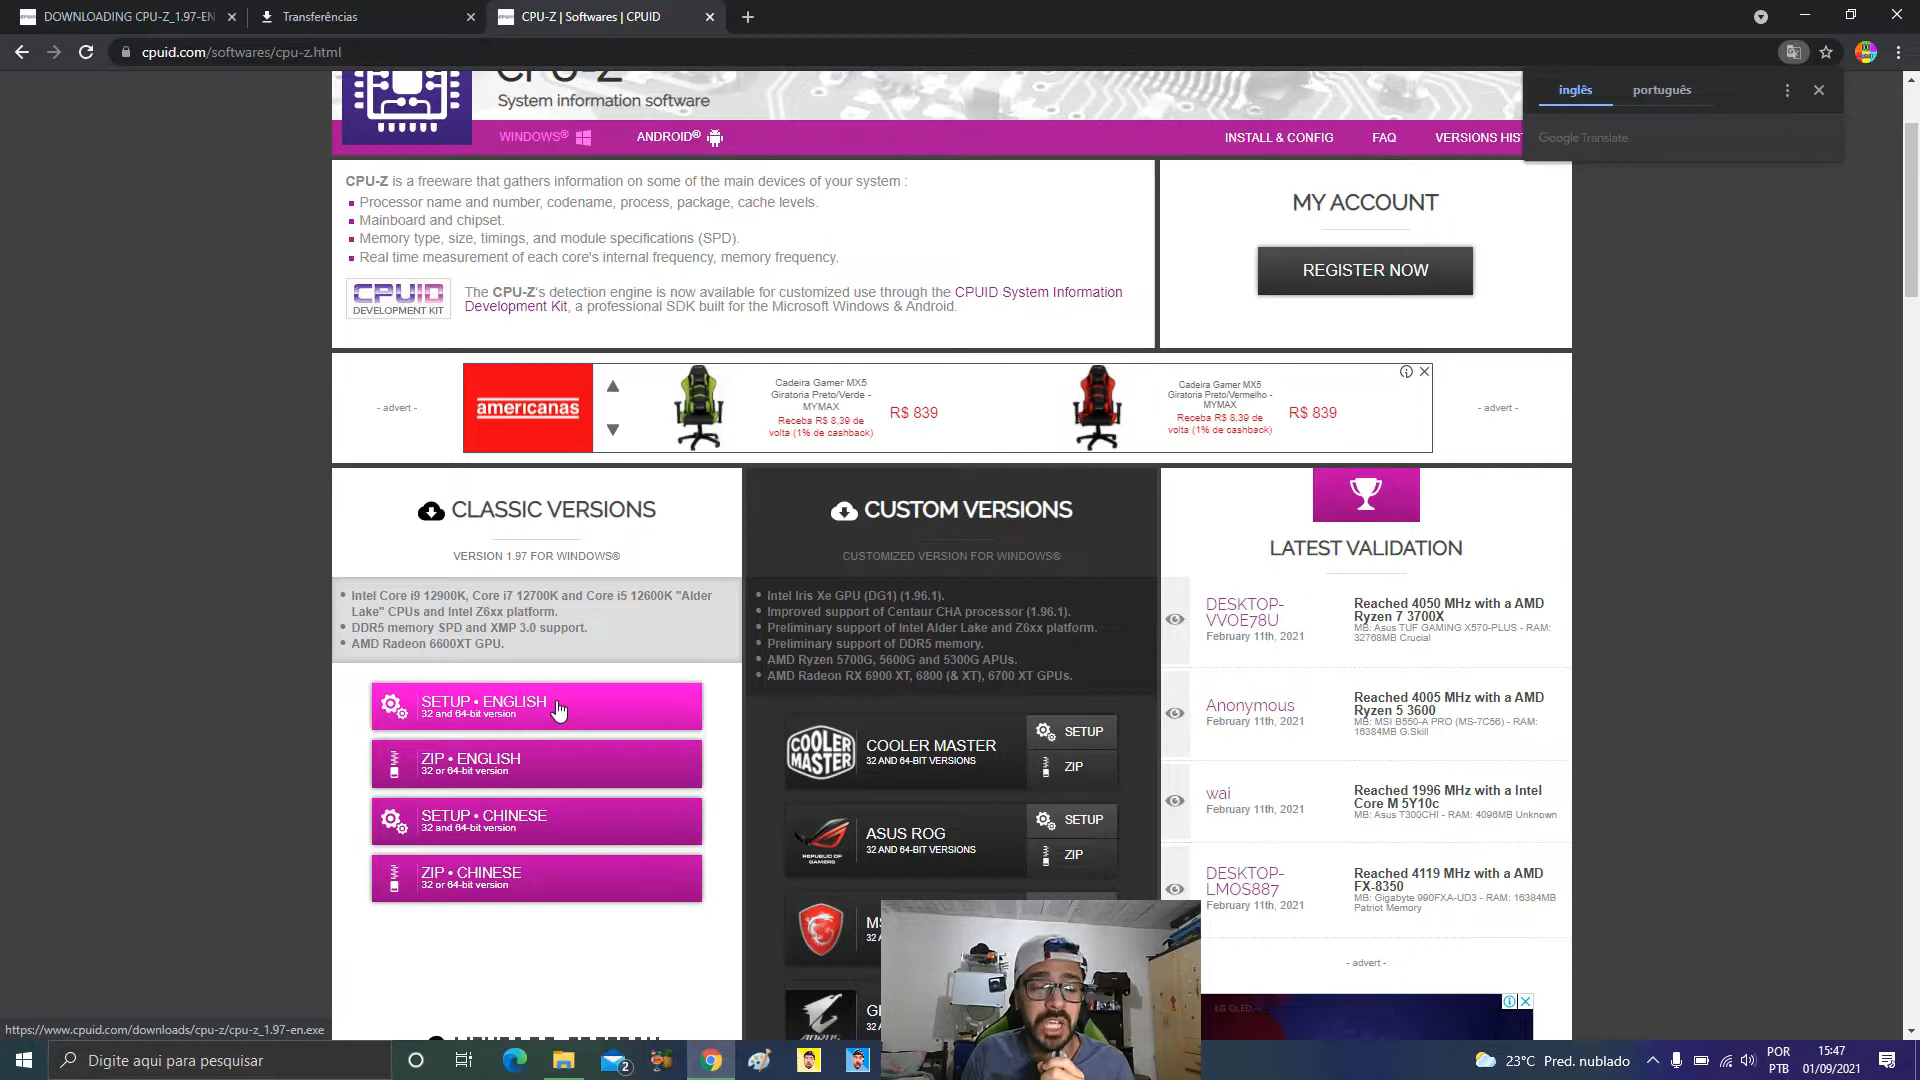 DOWNLOADING CPU-Z_1.97-EN
Transferências
CPU-Z | Softwares | CPUID
cpuid.com/softwares/cpu-z.html
inglês
português
Google Translate
CPU-Z
System information software
WINDOWS®
ANDROID®
INSTALL & CONFIG
FAQ
VERSIONS HIST
CPU-Z is a freeware that gathers information on some of the main devices of your system :
Processor name and number, codename, process, package, cache levels.
Mainboard and chipset.
Memory type, size, timings, and module specifications (SPD).
Real time measurement of each core's internal frequency, memory frequency.
CPUID
DEVELOPMENT KIT
The CPU-Z's detection engine is now available for customized use through the CPUID System Information
Development Kit, a professional SDK built for the Microsoft Windows & Android.
MY ACCOUNT
REGISTER NOW
- advert -
americanas
Cadeira Gamer MX5
Giratoria Preto/Verde -
MYMAX
Receba R$ 8,39 de
volta (1% de cashback)
R$ 839
Cadeira Gamer MX5
Giratoria Preto/Vermelho -
MYMAX
Receba R$ 8,39 de
volta (1% de cashback)
R$ 839
- advert -
CLASSIC VERSIONS
VERSION 1.97 FOR WINDOWS®
Intel Core i9 12900K, Core i7 12700K and Core i5 12600K "Alder
Lake" CPUs and Intel Z6xx platform.
DDR5 memory SPD and XMP 3.0 support.
AMD Radeon 6600XT GPU.
SETUP • ENGLISH
32 and 64-bit version
ZIP • ENGLISH
32 or 64-bit version
SETUP • CHINESE
32 and 64-bit version
ZIP • CHINESE
32 or 64-bit version
CUSTOM VERSIONS
CUSTOMIZED VERSION FOR WINDOWS®
Intel Iris Xe GPU (DG1) (1.96.1).
Improved support of Centaur CHA processor (1.96.1).
Preliminary support of Intel Alder Lake and Z6xx platform.
Preliminary support of DDR5 memory.
AMD Ryzen 5700G, 5600G and 5300G APUs.
AMD Radeon RX 6900 XT, 6800 (& XT), 6700 XT GPUs.
COOLER
MASTER
COOLER MASTER
32 AND 64-BIT VERSIONS
SETUP
ZIP
REPUBLIC OF
GAMERS
ASUS ROG
32 AND 64-BIT VERSIONS
SETUP
ZIP
MS
32 A
GI
32 A
LATEST VALIDATION
DESKTOP-
VVOE78U
February 11th, 2021
Reached 4050 MHz with a AMD
Ryzen 7 3700X
MB: Asus TUF GAMING X570-PLUS - RAM:
32768MB Crucial
Anonymous
February 11th, 2021
Reached 4005 MHz with a AMD
Ryzen 5 3600
MB: MSI B550-A PRO (MS-7C56) - RAM:
16384MB G.Skill
wai
February 11th, 2021
Reached 1996 MHz with a Intel
Core M 5Y10c
MB: Asus T300CHI - RAM: 4096MB Unknown
DESKTOP-
LMOS887
February 11th, 2021
Reached 4119 MHz with a AMD
FX-8350
MB: Gigabyte 990FXA-UD3 - RAM: 16384MB
Patriot Memory
- advert -
LG OLED
https://www.cpuid.com/downloads/cpu-z/cpu-z_1.97-en.exe
Digite aqui para pesquisar
2
23°C Pred. nublado
POR
PTB
15:47
01/09/2021